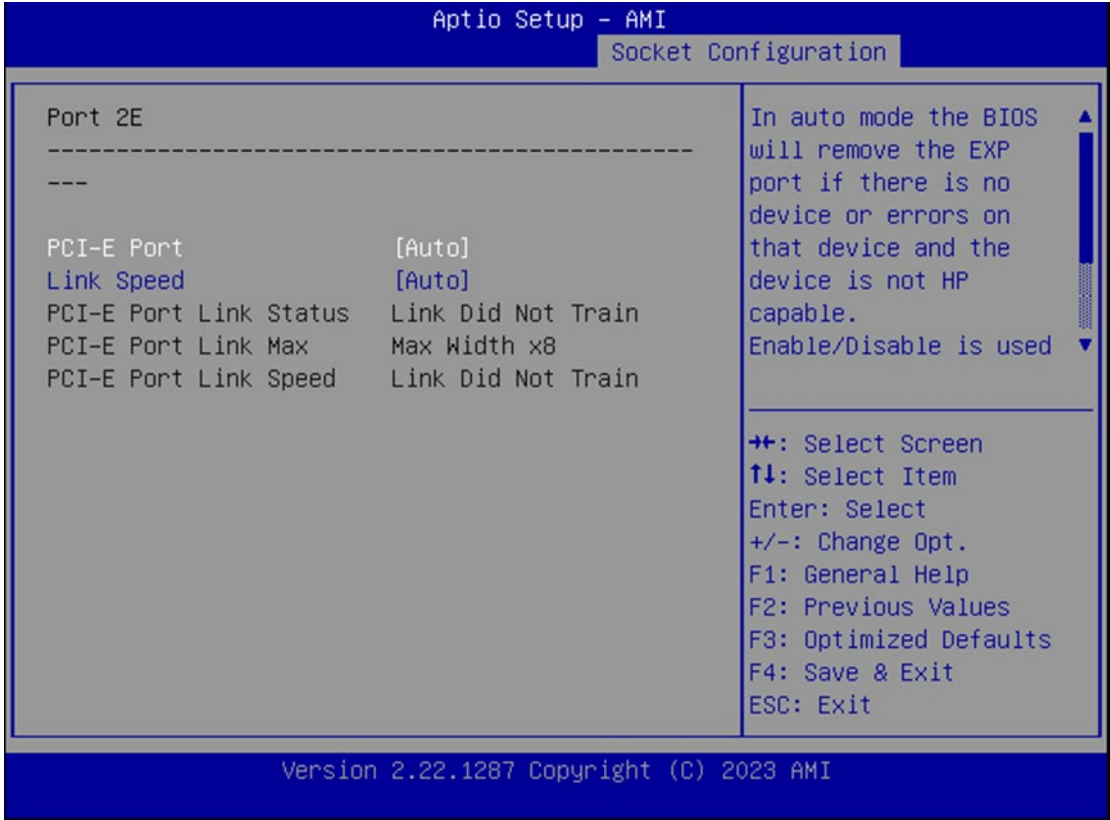 Aptio Setup – AMI
Socket Configuration
Port 2E
-----------------------------------------------
---
PCI-E Port [Auto]
Link Speed [Auto]
PCI-E Port Link Status Link Did Not Train
PCI-E Port Link Max Max Width x8
PCI-E Port Link Speed Link Did Not Train
In auto mode the BIOS
will remove the EXP
port if there is no
device or errors on
that device and the
device is not HP
capable.
Enable/Disable is used
→←: Select Screen
↑↓: Select Item
Enter: Select
+/-: Change Opt.
F1: General Help
F2: Previous Values
F3: Optimized Defaults
F4: Save & Exit
ESC: Exit
Version 2.22.1287 Copyright (C) 2023 AMI